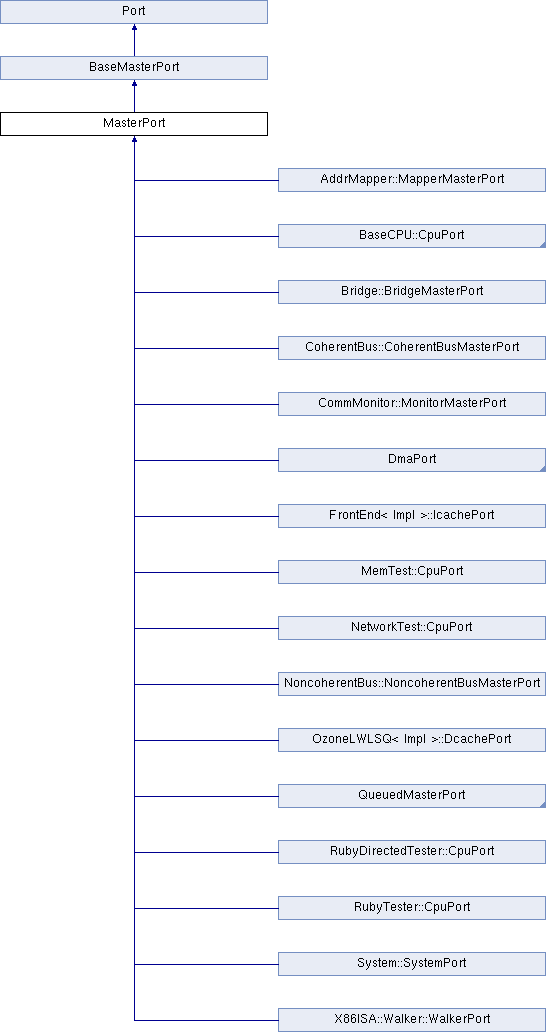 Port
BaseMasterPort
MasterPort
AddrMapper::MapperMasterPort
BaseCPU::CpuPort
Bridge::BridgeMasterPort
CoherentBus::CoherentBusMasterPort
CommMonitor::MonitorMasterPort
DmaPort
FrontEnd< Impl >::IcachePort
MemTest::CpuPort
NetworkTest::CpuPort
NoncoherentBus::NoncoherentBusMasterPort
OzoneLWLSQ< Impl >::DcachePort
QueuedMasterPort
RubyDirectedTester::CpuPort
RubyTester::CpuPort
System::SystemPort
X86ISA::Walker::WalkerPort